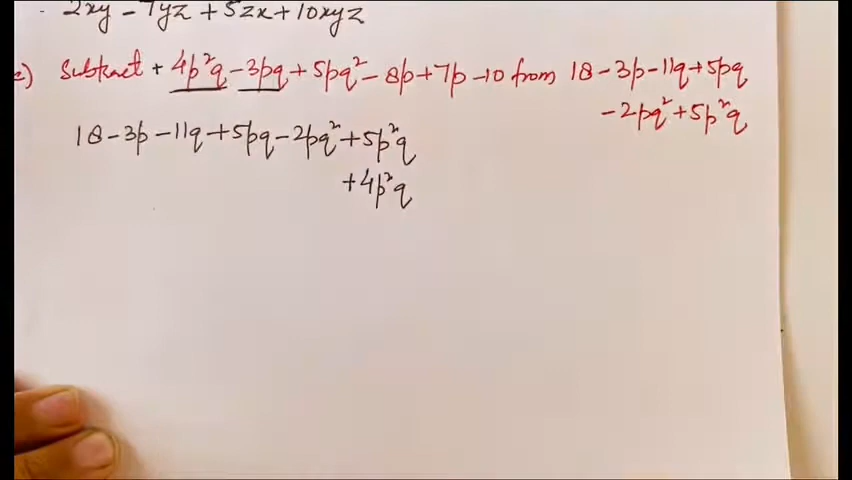 2xy - 7yz + 5zx + 10xyz
c) Subtract + 4p²q - 3pq + 5pq² - 8p + 7p - 10 from 18 - 3p - 11q + 5pq
- 2pq² + 5p²q
18 - 3p - 11q + 5pq - 2pq² + 5p²q
+ 4p²q